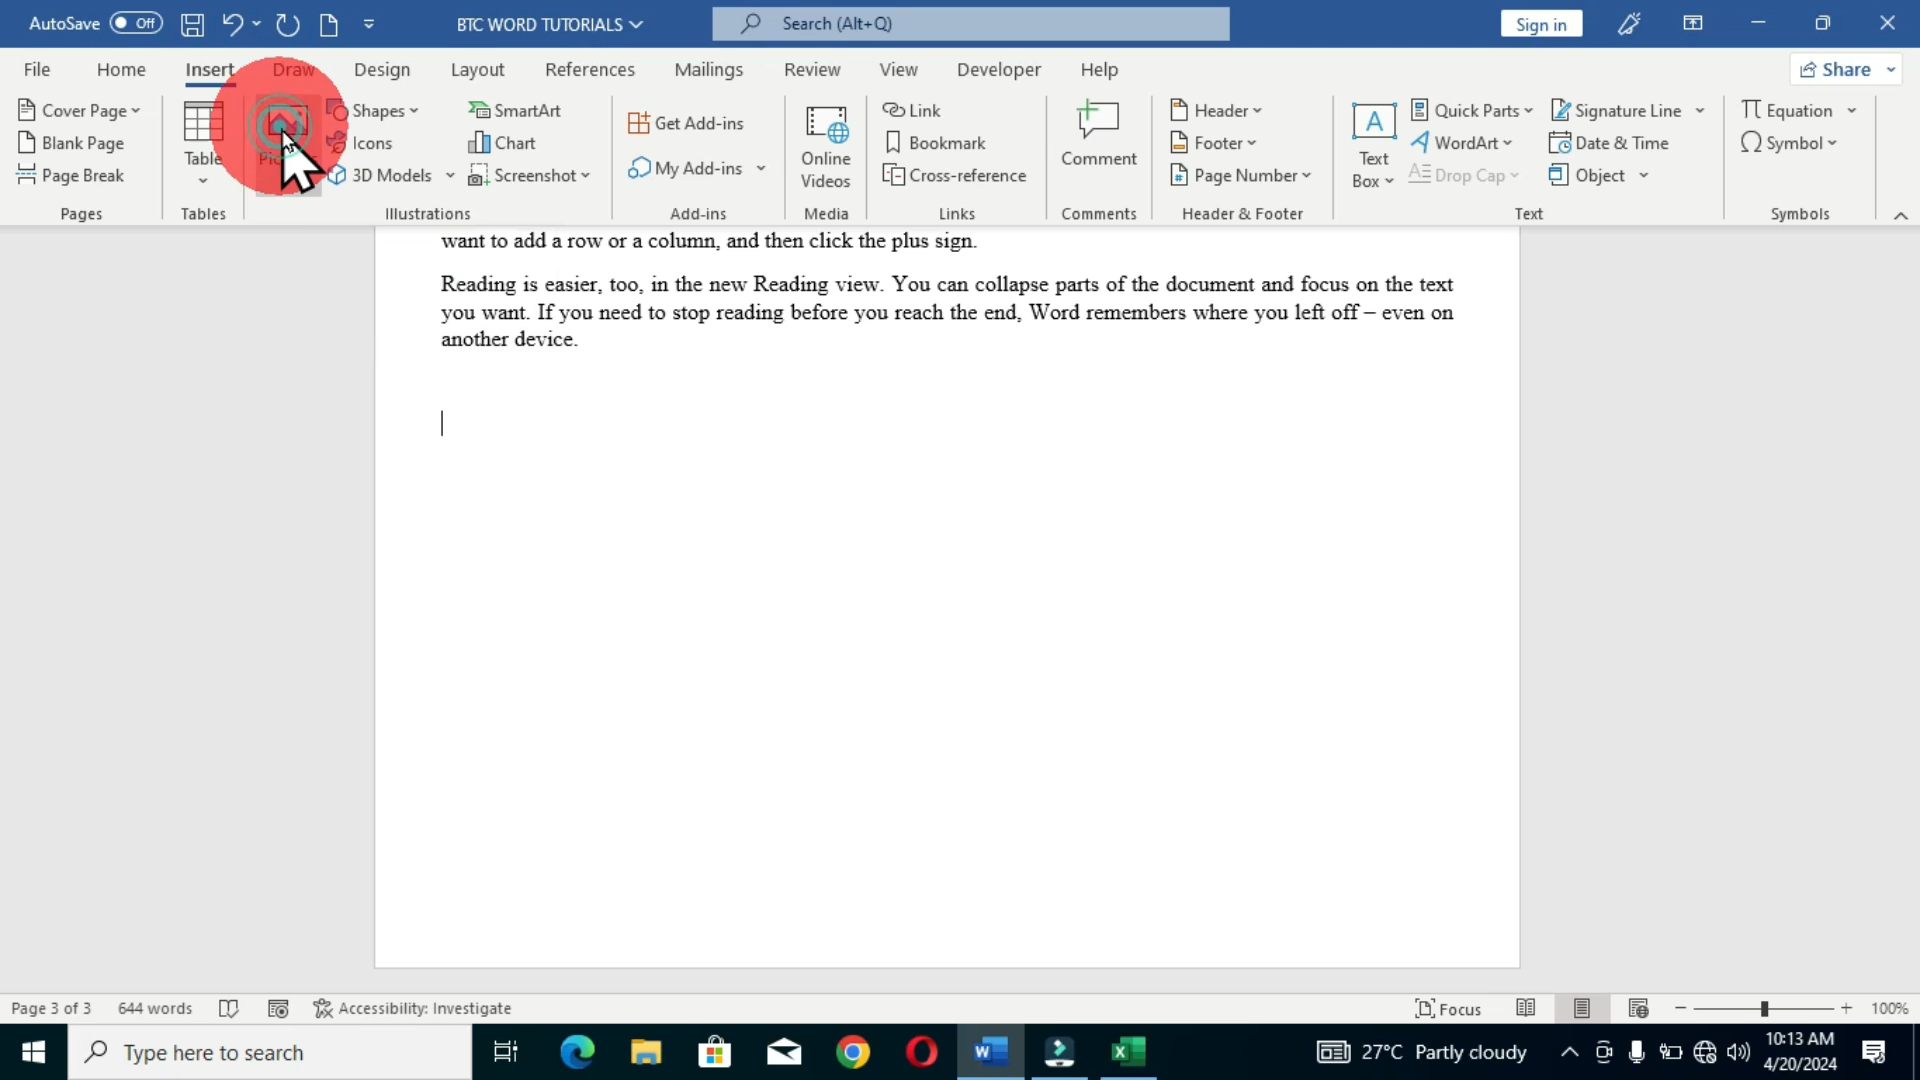 AutoSave Off BTC WORD TUTORIALS Search (Alt+Q) Sign in
File Home Insert Draw Design Layout References Mailings Review View Developer Help Share
Cover Page
Blank Page
Page Break
Pages
Table
Tables
Shapes
Icons
3D Models
SmartArt
Chart
Screenshot
Illustrations
Get Add-ins
My Add-ins
Add-ins
Online
Videos
Media
Link
Bookmark
Cross-reference
Links
Comment
Comments
Header
Footer
Page Number
Header & Footer
Text
Box
Quick Parts
WordArt
Drop Cap
Signature Line
Date & Time
Object
Text
Equation
Symbol
Symbols
want to add a row or a column, and then click the plus sign.
Reading is easier, too, in the new Reading view. You can collapse parts of the document and focus on the text
you want. If you need to stop reading before you reach the end, Word remembers where you left off – even on
another device.
Page 3 of 3 644 words Accessibility: Investigate Focus 100%
Type here to search 27°C Partly cloudy 10:13 AM
4/20/2024